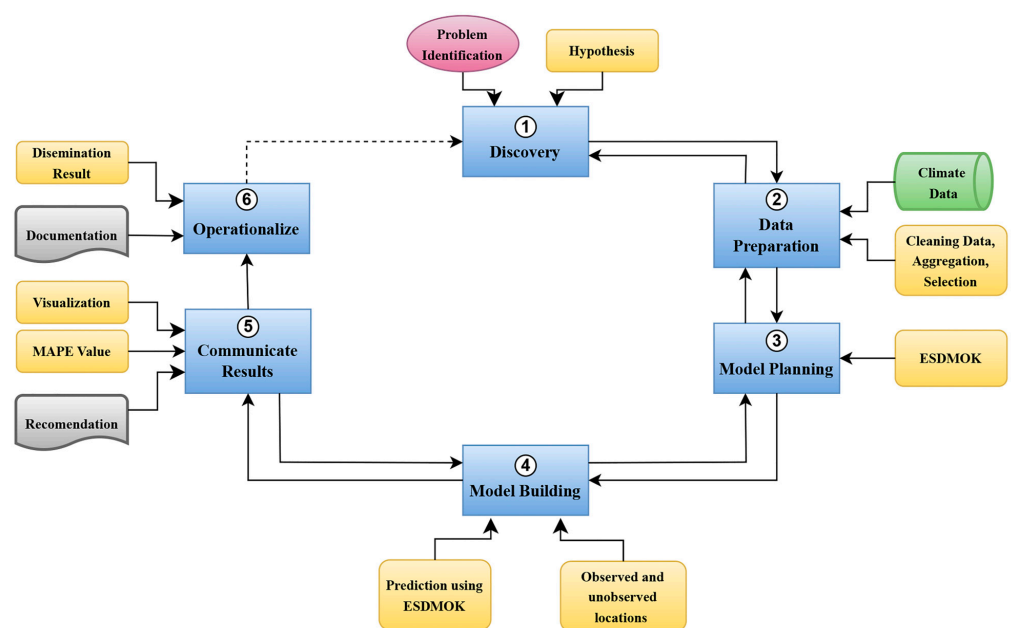 Problem
Identification
Hypothesis
1
Discovery
Disemination
Result
Documentation
6
Operationalize
2
Data
Preparation
Climate
Data
Cleaning Data,
Aggregation,
Selection
Visualization
MAPE Value
Recomendation
5
Communicate
Results
3
Model Planning
ESDMOK
4
Model Building
Prediction using
ESDMOK
Observed and
unobserved
locations